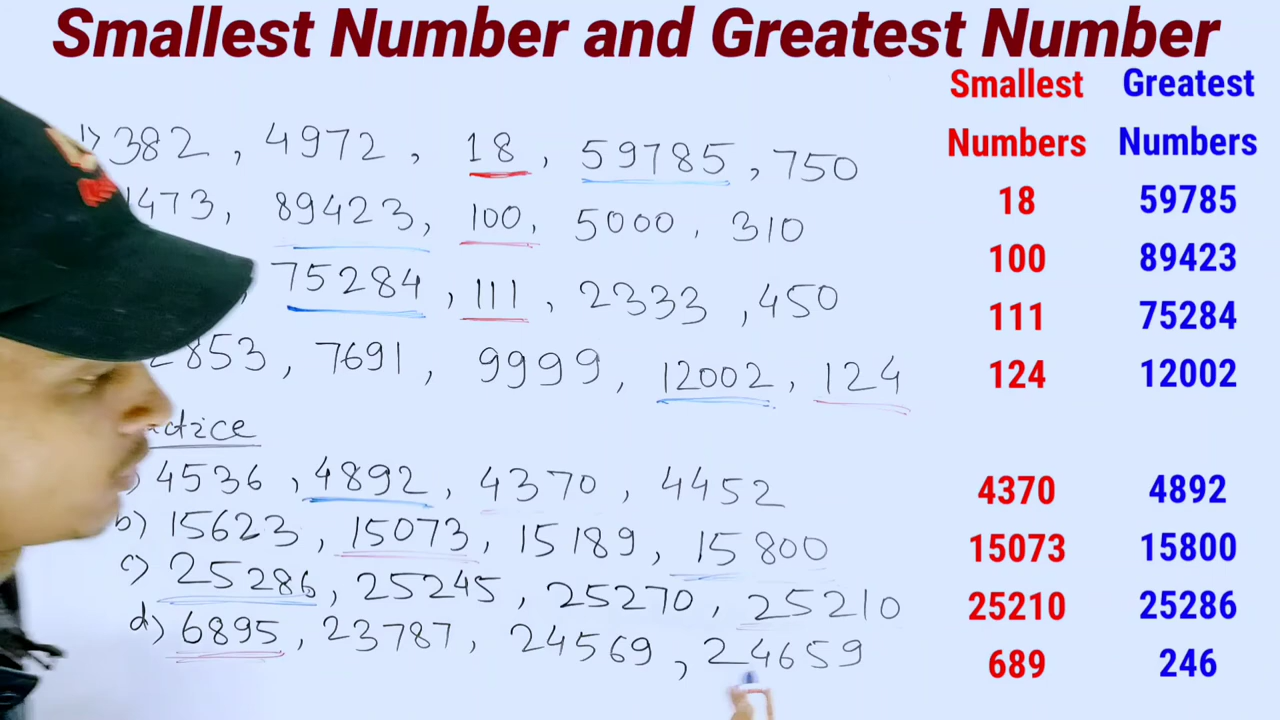 Smallest Number and Greatest Number
Smallest Greatest
Numbers Numbers
382 , 4972 , 18 , 59785 , 750
18 59785
1473 , 89423 , 100 , 5000 , 310
100 89423
75284 , 111 , 2333 , 450
111 75284
2853 , 7691 , 9999 , 12002 , 124
124 12002
4536 , 4892 , 4370 , 4452
4370 4892
b) 15623 , 15073 , 15189 , 15800
15073 15800
c) 25286 , 25245 , 25270 , 25210
25210 25286
d) 6895 , 23787 , 24569 , 24659
689 246